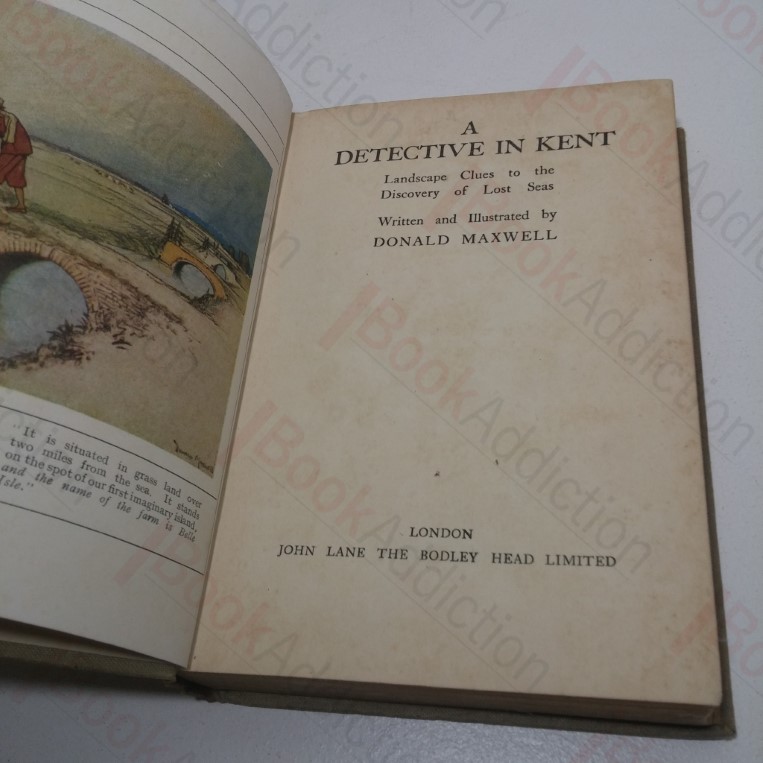 "It is situated in grass land over
two miles from the sea. It stands
on the spot of our first imaginary island,
and the name of the farm is Belle
Isle."
A
DETECTIVE IN KENT
Landscape Clues to the
Discovery of Lost Seas
Written and Illustrated by
DONALD MAXWELL
LONDON
JOHN LANE THE BODLEY HEAD LIMITED
BookAddiction